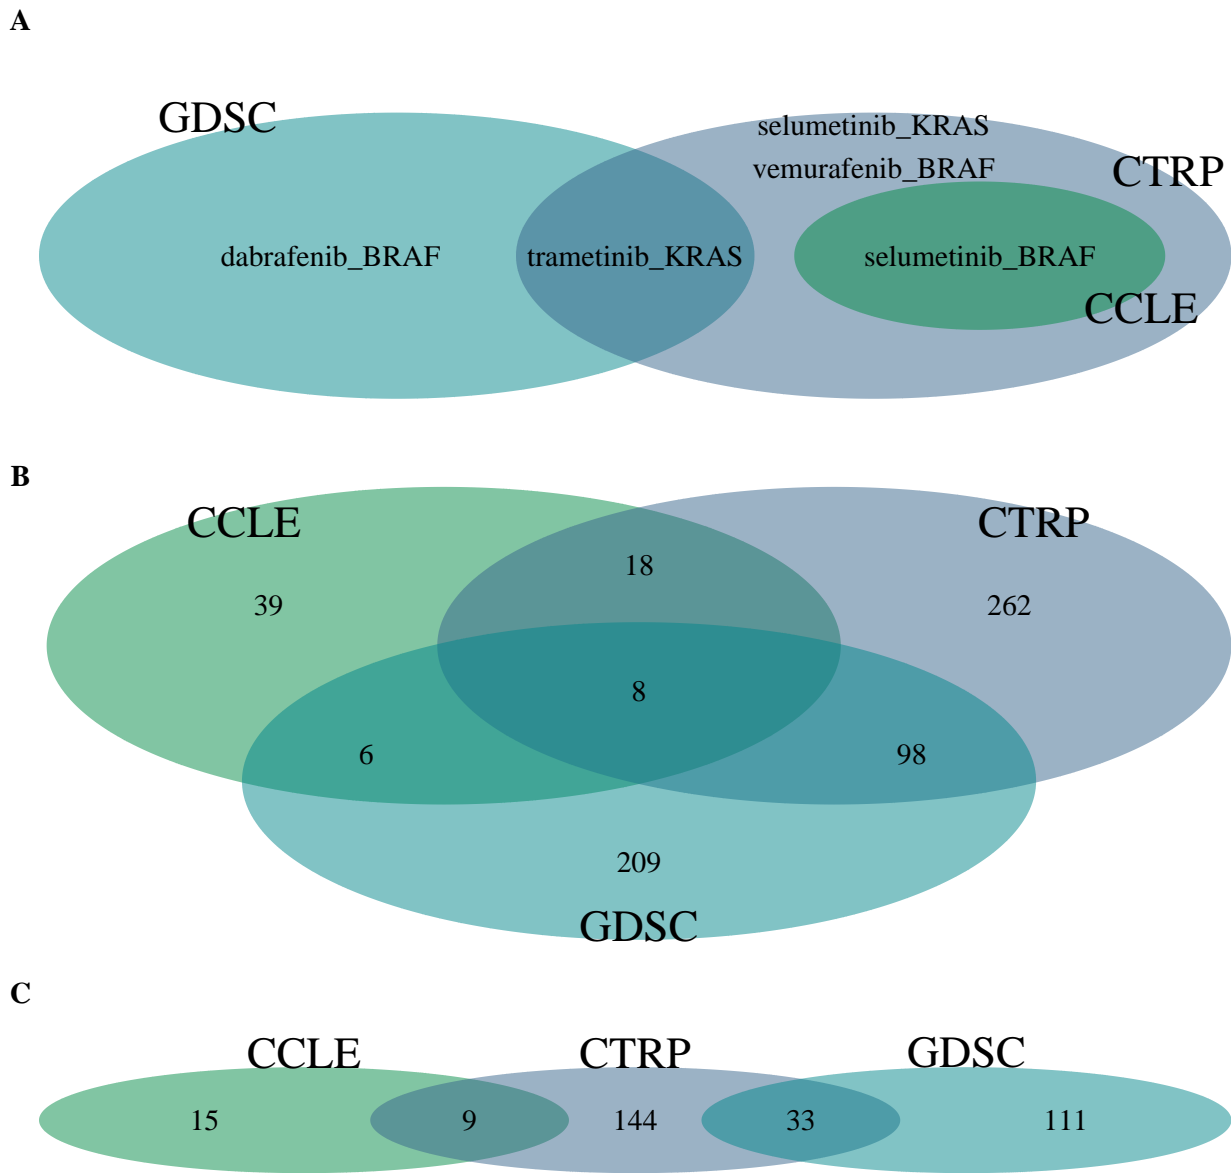 A
GDSC
selumetinib_KRAS
vemurafenib_BRAF
CTRP
dabrafenib_BRAF
trametinib_KRAS
selumetinib_BRAF
CCLE
B
CCLE
CTRP
18
39
262
8
6
98
209
GDSC
C
CCLE
CTRP
GDSC
15
9
144
33
111